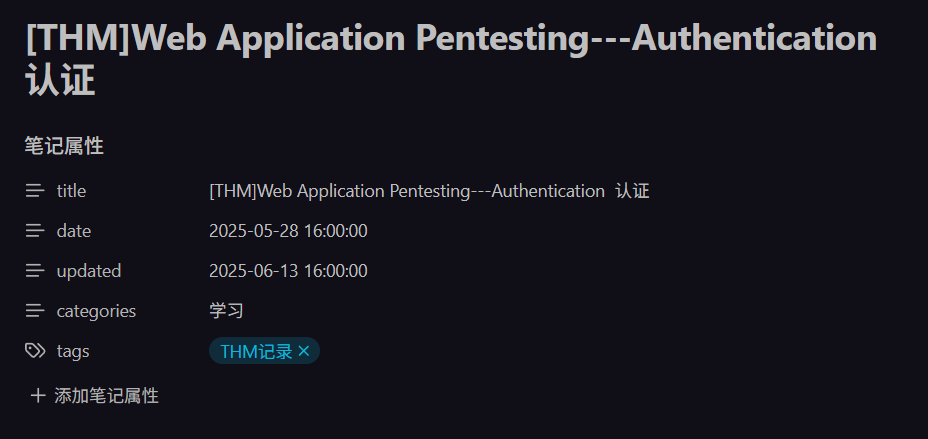 [THM]Web Application Pentesting---Authentication
认证
笔记属性
title [THM]Web Application Pentesting---Authentication 认证
date 2025-05-28 16:00:00
updated 2025-06-13 16:00:00
categories 学习
tags THM记录 ×
+ 添加笔记属性